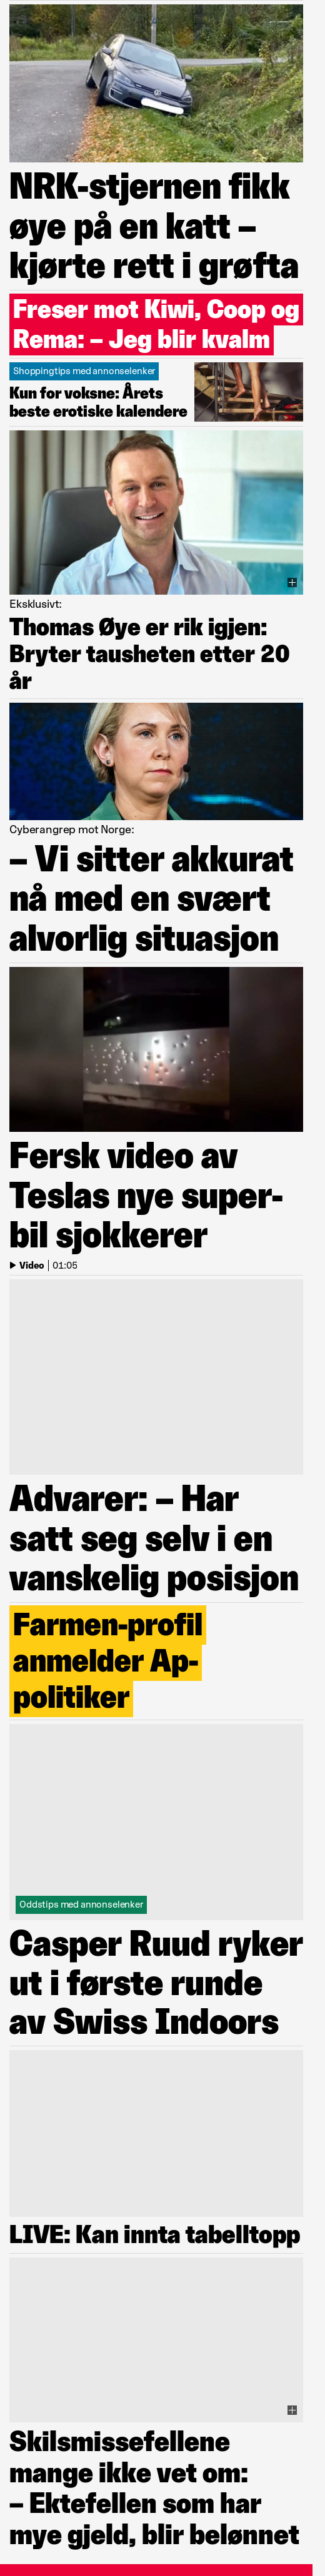 NRK-stjernen fikk
øye på en katt –
kjørte rett i grøfta
Freser mot Kiwi, Coop og
Rema: – Jeg blir kvalm
Shoppingtips med annonselenker
Kun for voksne: Årets
beste erotiske kalendere
Eksklusivt:
Thomas Øye er rik igjen:
Bryter tausheten etter 20
år
Cyberangrep mot Norge:
– Vi sitter akkurat
nå med en svært
alvorlig situasjon
Fersk video av
Teslas nye super-
bil sjokkerer
Video | 01:05
Advarer: – Har
satt seg selv i en
vanskelig posisjon
Farmen-profil
anmelder Ap-
politiker
Oddstips med annonselenker
Casper Ruud ryker
ut i første runde
av Swiss Indoors
LIVE: Kan innta tabelltopp
Skilsmissefellene
mange ikke vet om:
– Ektefellen som har
mye gjeld, blir belønnet